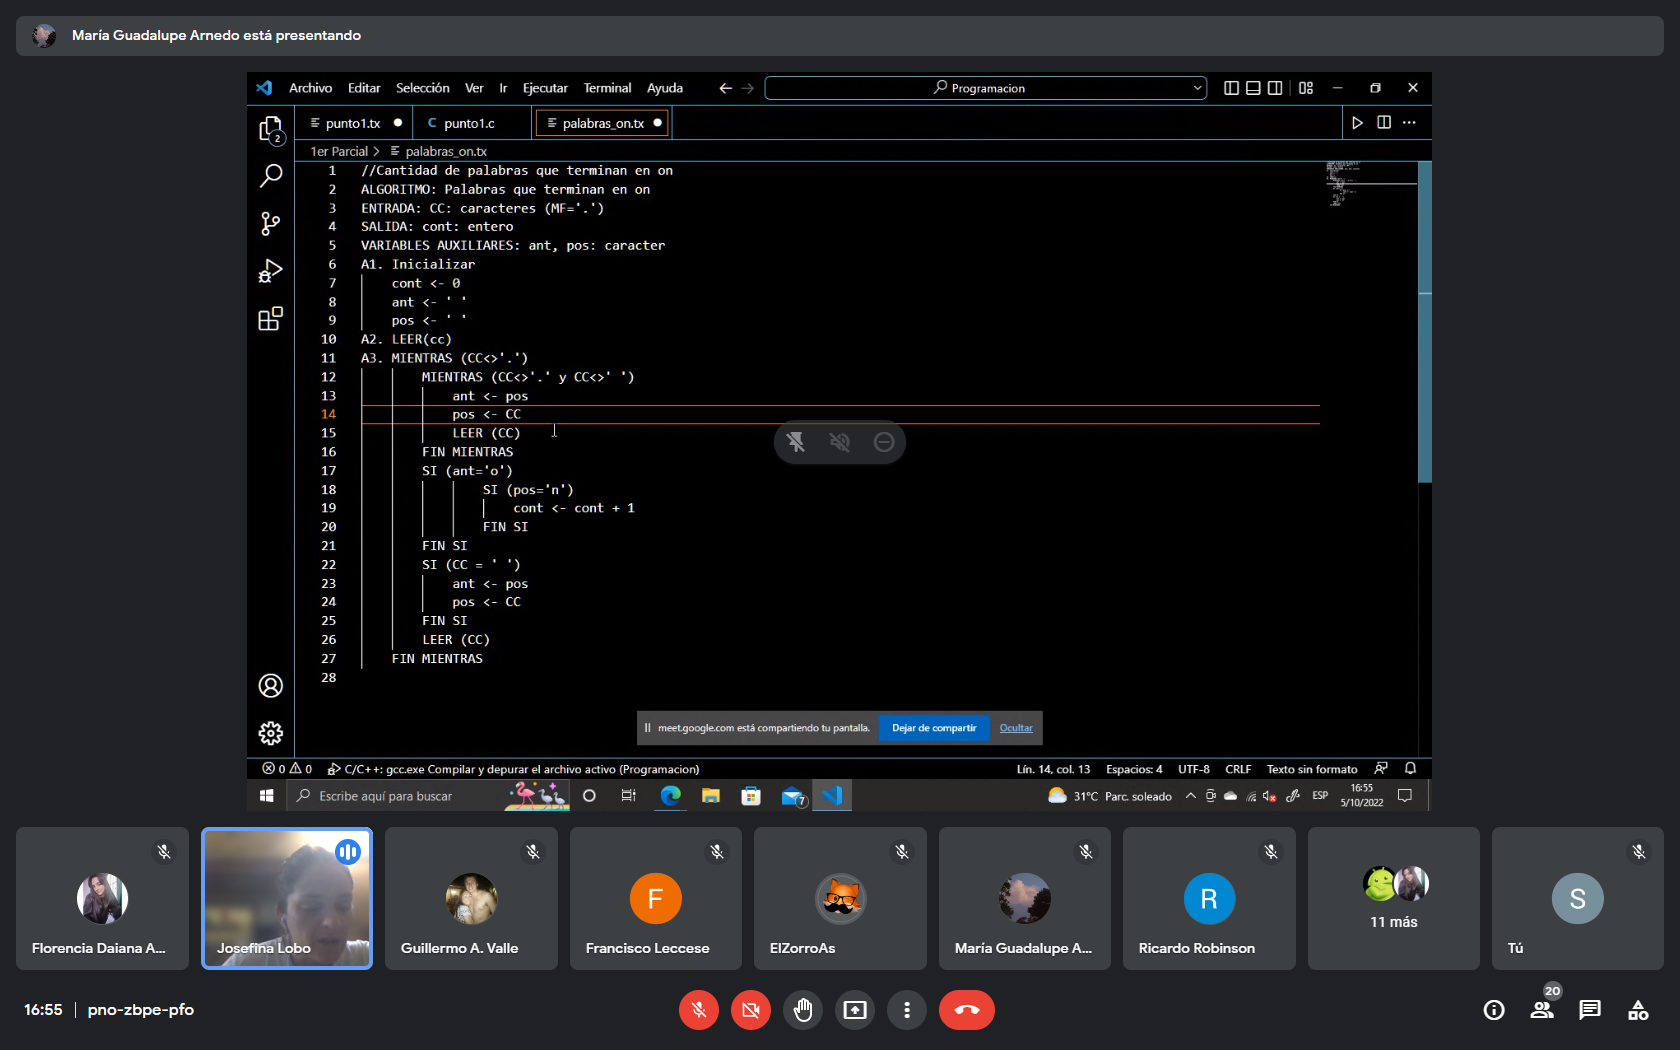 María Guadalupe Arnedo está presentando
Archivo Editar Selección Ver Ir Ejecutar Terminal Ayuda
Programacion
2
punto1.tx
C punto1.c
palabras_on.tx
1er Parcial > palabras_on.tx
1 //Cantidad de palabras que terminan en on
2 ALGORITMO: Palabras que terminan en on
3 ENTRADA: CC: caracteres (MF='.')
4 SALIDA: cont: entero
5 VARIABLES AUXILIARES: ant, pos: caracter
6 A1. Inicializar
7 cont <- 0
8 ant <- ' '
9 pos <- ' '
10 A2. LEER(cc)
11 A3. MIENTRAS (CC<>'.')
12 MIENTRAS (CC<>'.' y CC<>' ')
13 ant <- pos
14 pos <- CC
15 LEER (CC)
16 FIN MIENTRAS
17 SI (ant='o')
18 SI (pos='n')
19 cont <- cont + 1
20 FIN SI
21 FIN SI
22 SI (CC = ' ')
23 ant <- pos
24 pos <- CC
25 FIN SI
26 LEER (CC)
27 FIN MIENTRAS
28
meet.google.com está compartiendo tu pantalla. Dejar de compartir Ocultar
0 0 C/C++: gcc.exe Compilar y depurar el archivo activo (Programacion) Lín. 14, col. 13 Espacios: 4 UTF-8 CRLF Texto sin formato
Escribe aquí para buscar 7 31°C Parc. soleado ESP 16:55
5/10/2022
Florencia Daiana A...
Josefina Lobo
Guillermo A. Valle
F
Francisco Leccese
ElZorroAs
María Guadalupe A...
R
Ricardo Robinson
11 más
S
Tú
16:55 | pno-zbpe-pfo
20